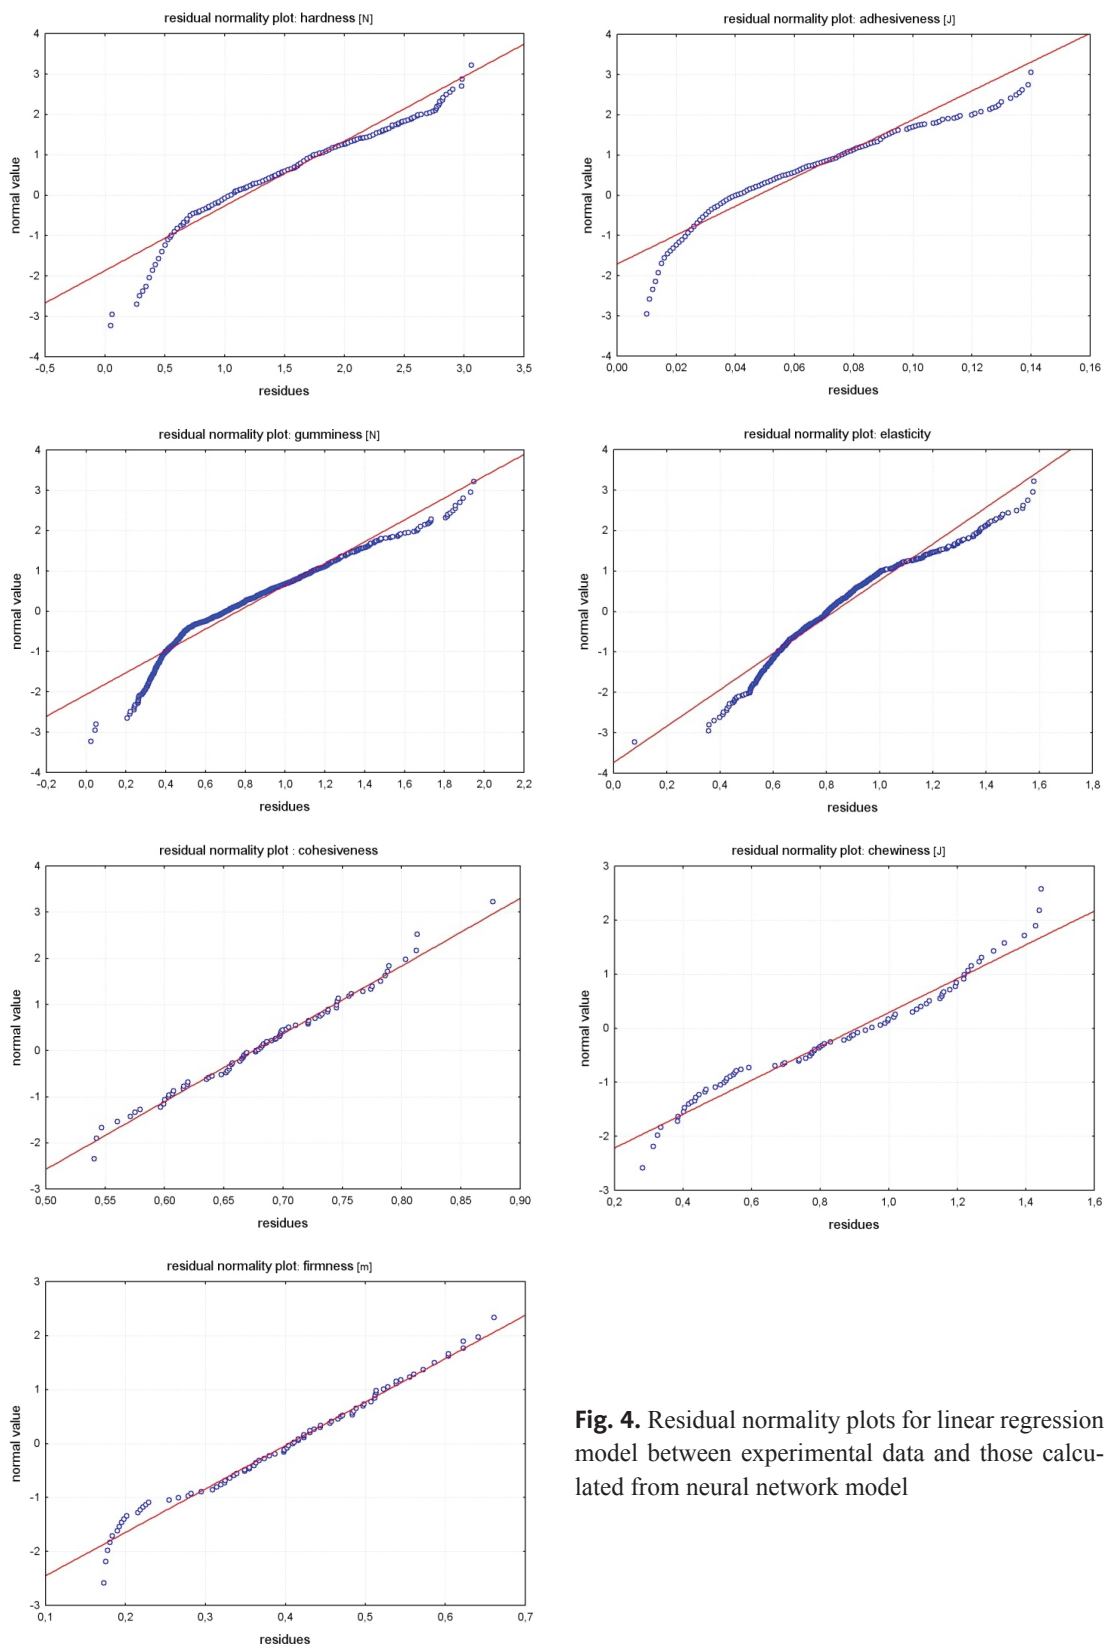 residual normality plot: hardness [N]
4
3
2
1
0
-1
-2
-3
-4
normal value
-0,5 0,0 0,5 1,0 1,5 2,0 2,5 3,0 3,5
residues
residual normality plot: adhesiveness [J]
4
3
2
1
0
-1
-2
-3
-4
normal value
0,00 0,02 0,04 0,06 0,08 0,10 0,12 0,14 0,16
residues
residual normality plot: gumminess [N]
4
3
2
1
0
-1
-2
-3
-4
normal value
-0,2 0,0 0,2 0,4 0,6 0,8 1,0 1,2 1,4 1,6 1,8 2,0 2,2
residues
residual normality plot: elasticity
4
3
2
1
0
-1
-2
-3
-4
normal value
0,0 0,2 0,4 0,6 0,8 1,0 1,2 1,4 1,6 1,8
residues
residual normality plot : cohesiveness
4
3
2
1
0
-1
-2
-3
normal value
0,50 0,55 0,60 0,65 0,70 0,75 0,80 0,85 0,90
residues
residual normality plot: chewiness [J]
3
2
1
0
-1
-2
-3
normal value
0,2 0,4 0,6 0,8 1,0 1,2 1,4 1,6
residues
residual normality plot: firmness [m]
3
2
1
0
-1
-2
-3
normal value
0,1 0,2 0,3 0,4 0,5 0,6 0,7
residues
Fig. 4. Residual normality plots for linear regression
model between experimental data and those calcu-
lated from neural network model